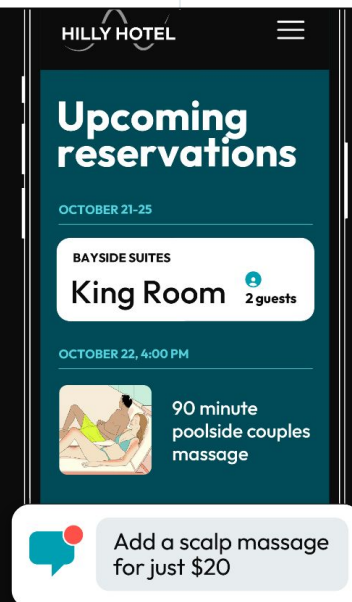 HILLY HOTEL
Upcoming
reservations
OCTOBER 21-25
BAYSIDE SUITES
King Room
2 guests
OCTOBER 22, 4:00 PM
90 minute
poolside couples
massage
Add a scalp massage
for just $20